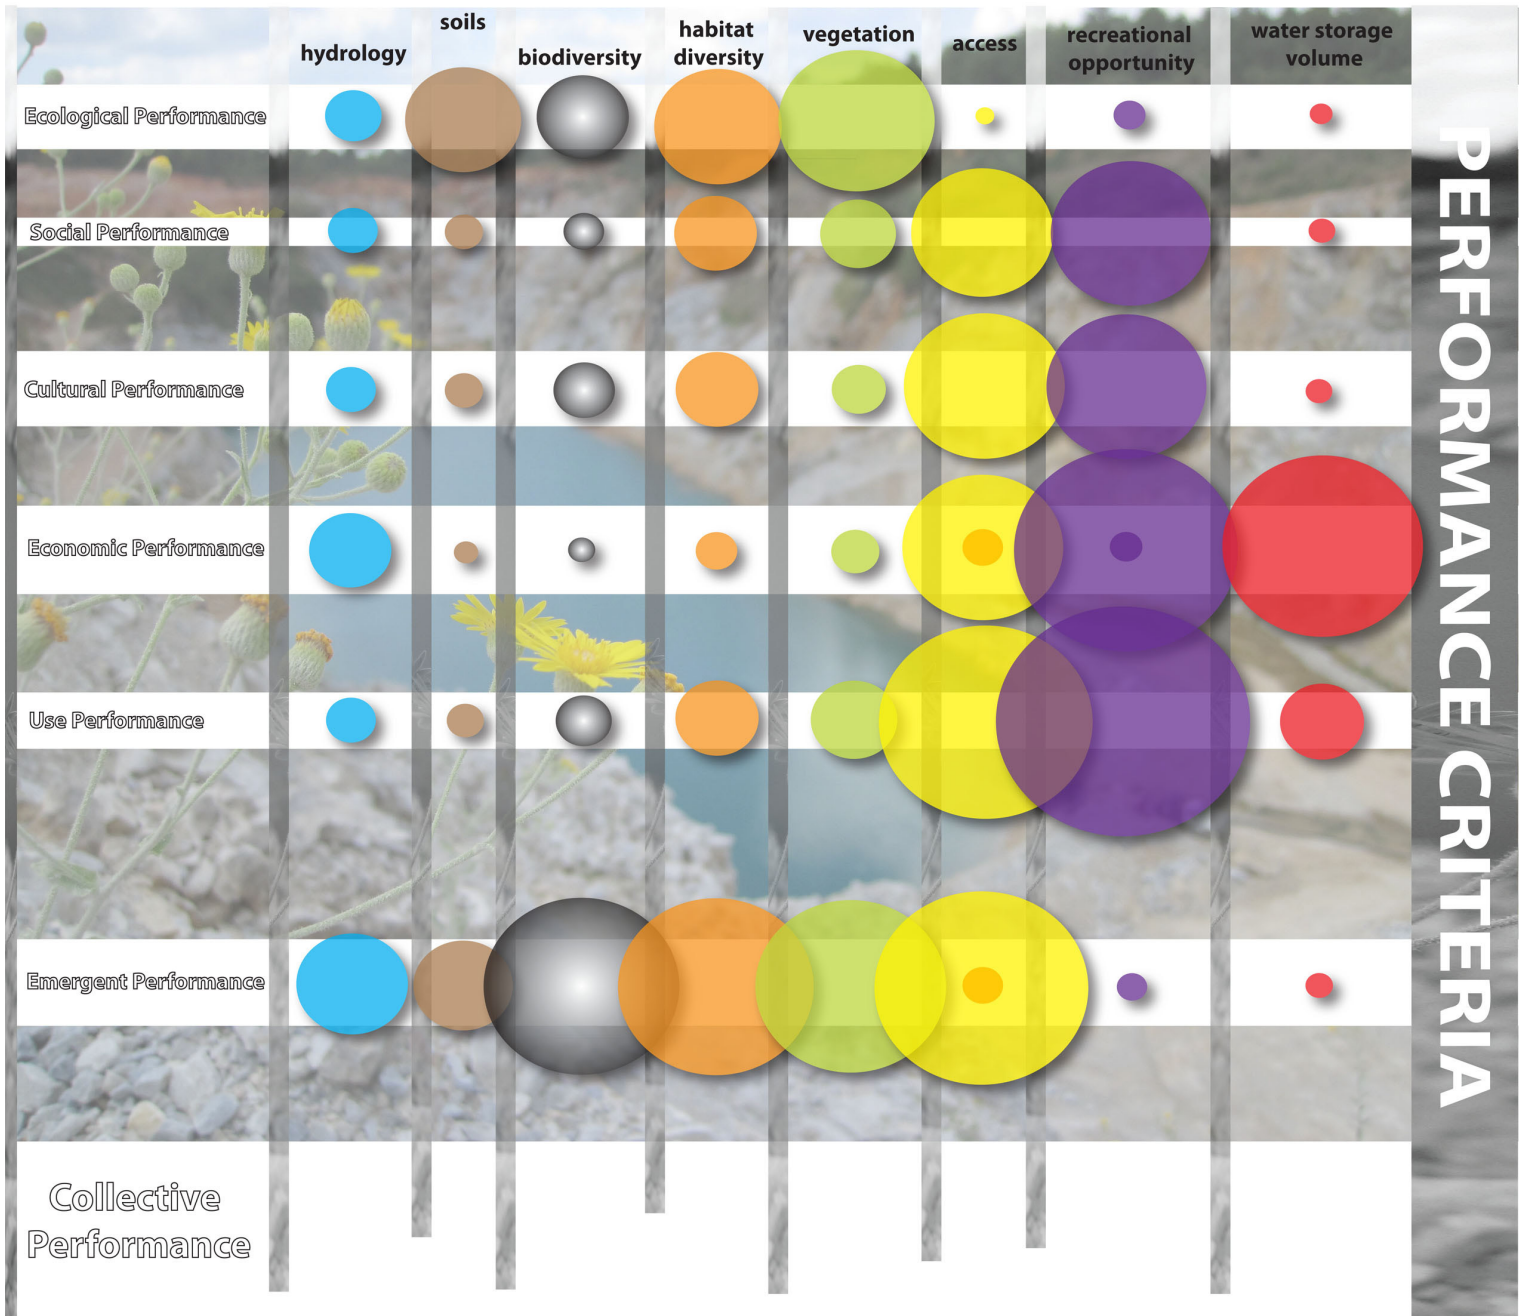 soils
hydrology
biodiversity
habitat
diversity
vegetation
access
recreational
opportunity
water storage
volume
Ecological Performance
Social Performance
Cultural Performance
Economic Performance
Use Performance
Emergent Performance
Collective
Performance
PERFORMANCE CRITERIA